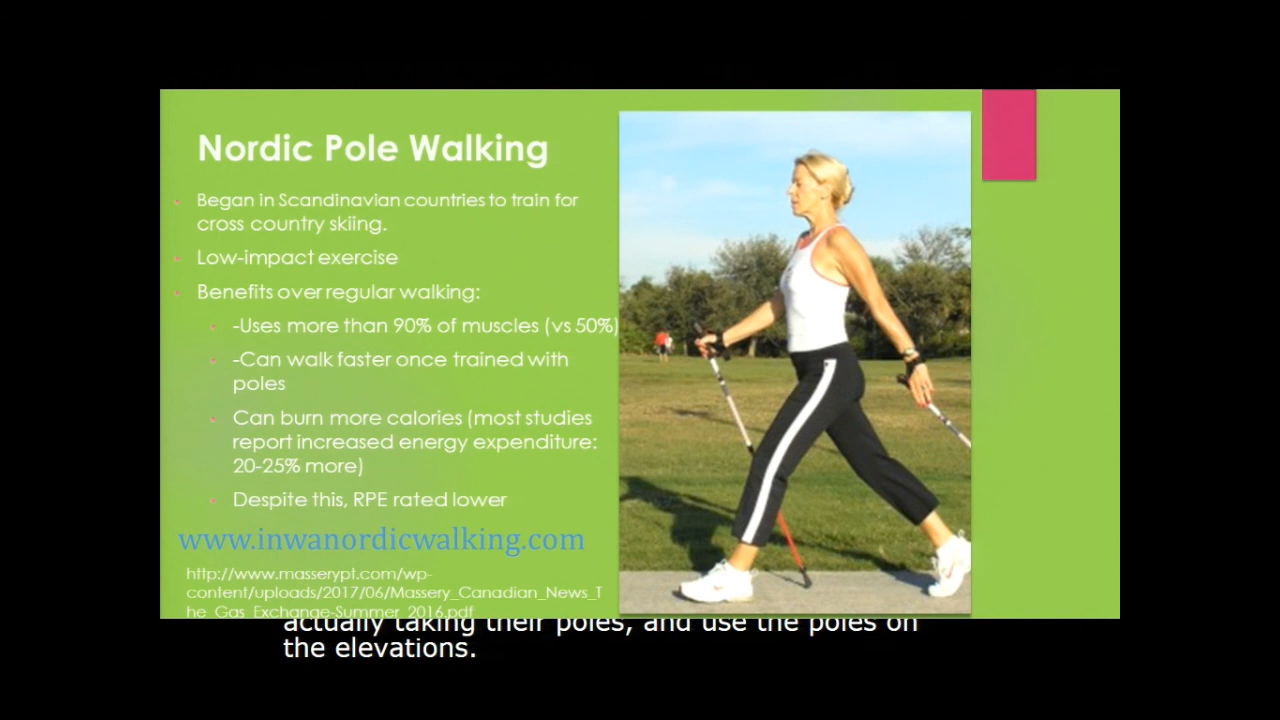 Nordic Pole Walking
Began in Scandinavian countries to train for
cross country skiing.
Low-impact exercise
Benefits over regular walking:
-Uses more than 90% of muscles (vs 50%)
-Can walk faster once trained with
poles
Can burn more calories (most studies
report increased energy expenditure:
20-25% more)
Despite this, RPE rated lower
www.inwanordicwalking.com
http://www.masserypt.com/wp-
content/uploads/2017/06/Massery_Canadian_News_T
he_Gas_Exchange-Summer_2016.pdf
actually taking their poles, and use the poles on
the elevations.